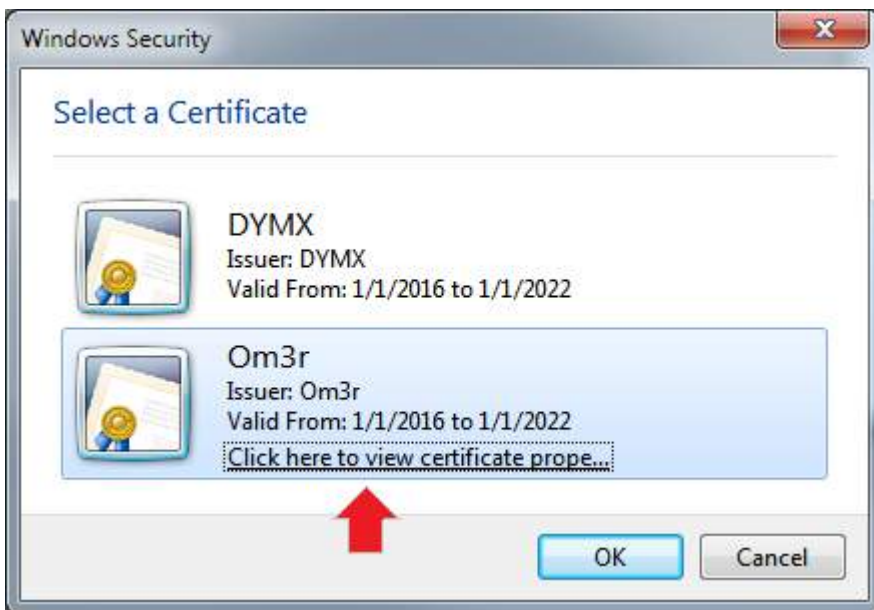 Windows Security
Select a Certificate
DYMX
Issuer: DYMX
Valid From: 1/1/2016 to 1/1/2022
Om3r
Issuer: Om3r
Valid From: 1/1/2016 to 1/1/2022
Click here to view certificate prope...
OK
Cancel